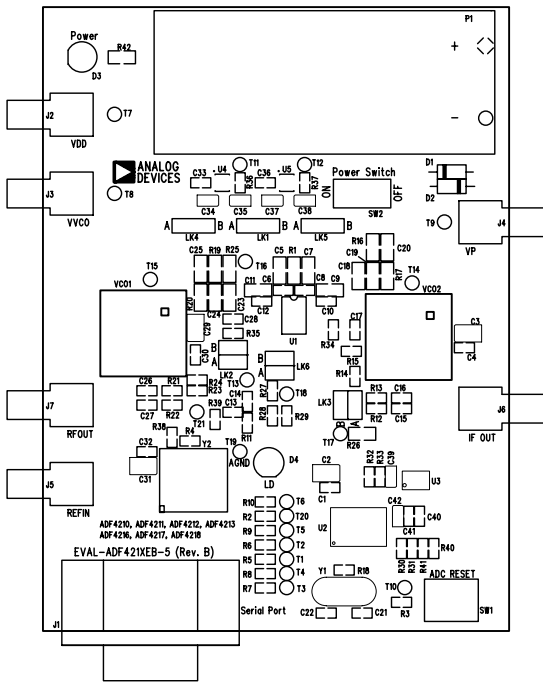 P1
Power
R42
+
D3
J2
T7
−
VDD
ANALOG
DEVICES
T11
T12
D1
C33
U4
R36
C36
U5
R37
Power Switch
ON
OFF
SW2
D2
J3
T8
VVCO
C34
C35
C37
C38
T9
J4
A
B
A
B
A
B
LK4
LK1
LK5
VP
R16
C20
C25
R19
R25
C5
R1
C7
C19
C18
R17
T16
T15
T14
VCO1
C11
C6
C8
C9
VCO2
C12
C10
R20
C24
C23
C29
C28
U1
C17
C3
R35
R34
C30
B
A
LK2
B
A
LK6
R15
C4
R14
R24
R23
T13
R27
C26
R21
C14
T18
R13
C16
J7
C27
R22
T21
R39
C13
R28
R29
LK3
R12
C15
J6
RFOUT
R11
B
A
IF OUT
R38
R4
T17
R26
C32
Y2
T19
AGND
D4
C31
LD
C2
R32
R33
C39
U3
J5
C1
REFIN
R10
T6
C42
C40
R2
T20
U2
C41
ADF4210, ADF4211, ADF4212, ADF4213
ADF4216, ADF4217, ADF4218
R9
T5
R6
T2
R40
EVAL-ADF421XEB-5 (Rev. B)
R5
T1
R30
R31
R41
R8
T4
Y1
R18
ADC RESET
R7
T3
T10
Serial Port
C22
C21
R3
SW1
J1